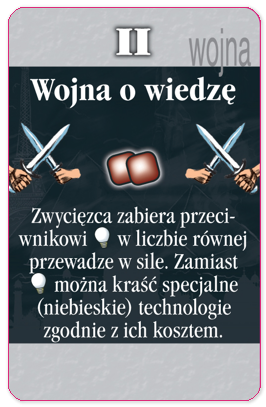 II
wojna
Wojna o wiedzę
Zwycięzca zabiera przeci-
wnikowi w liczbie równej
przewadze w sile. Zamiast
można kraść specjalne
(niebieskie) technologie
zgodnie z ich kosztem.